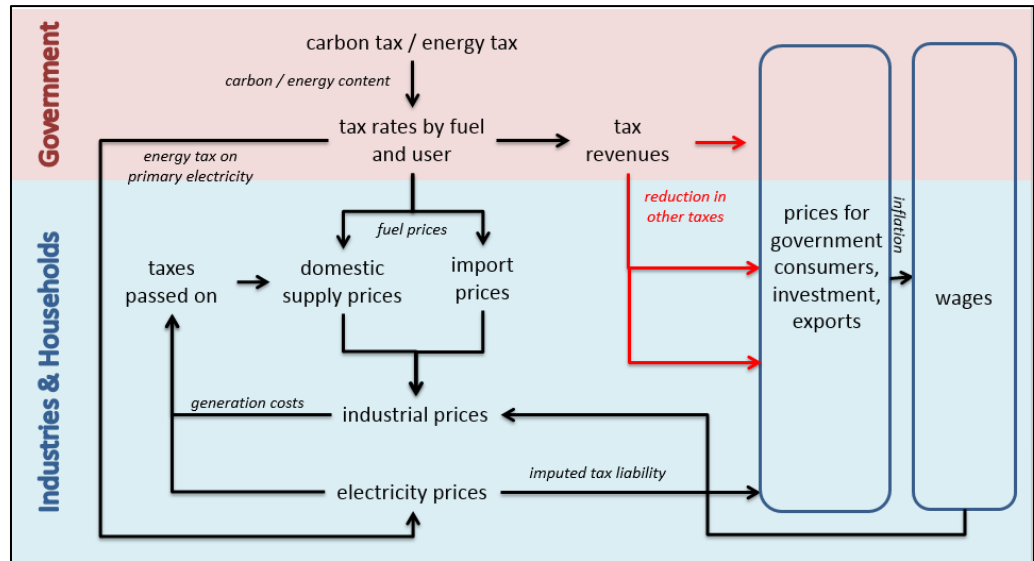 Government
carbon tax / energy tax
carbon / energy content
tax rates by fuel
and user
tax
revenues
energy tax on
primary electricity
reduction in
other taxes
Industries & Households
fuel prices
taxes
passed on
domestic
supply prices
import
prices
prices for
government
consumers,
investment,
exports
inflation
wages
generation costs
industrial prices
imputed tax liability
electricity prices